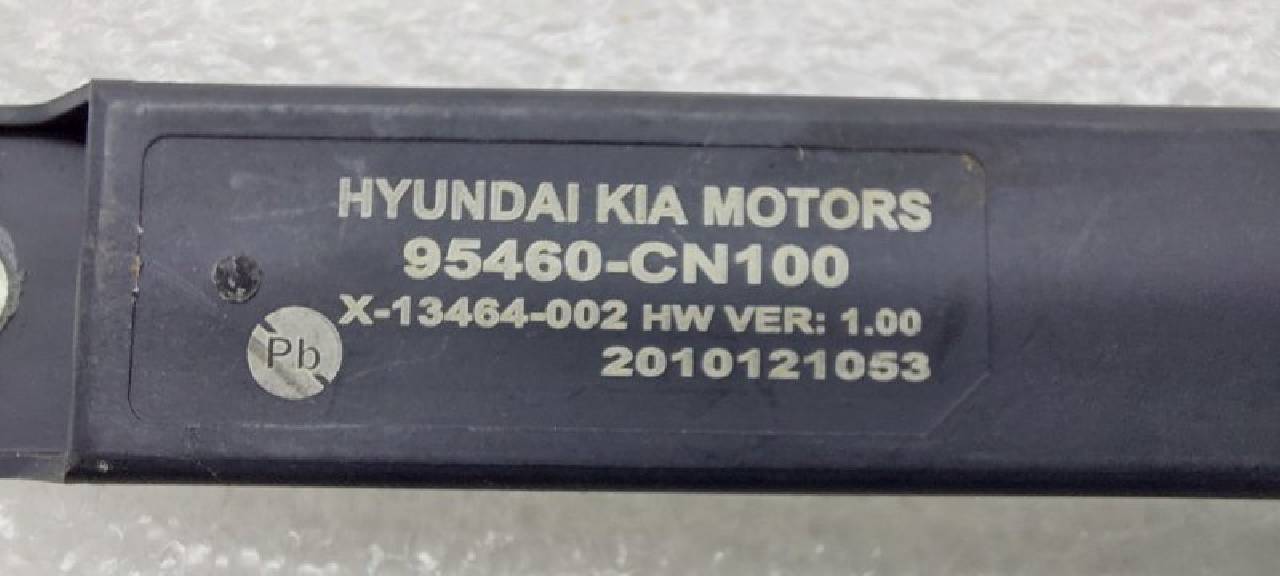 HYUNDAI KIA MOTORS
95460-CN100
X-13464-002 HW VER: 1.00
Pb
2010121053